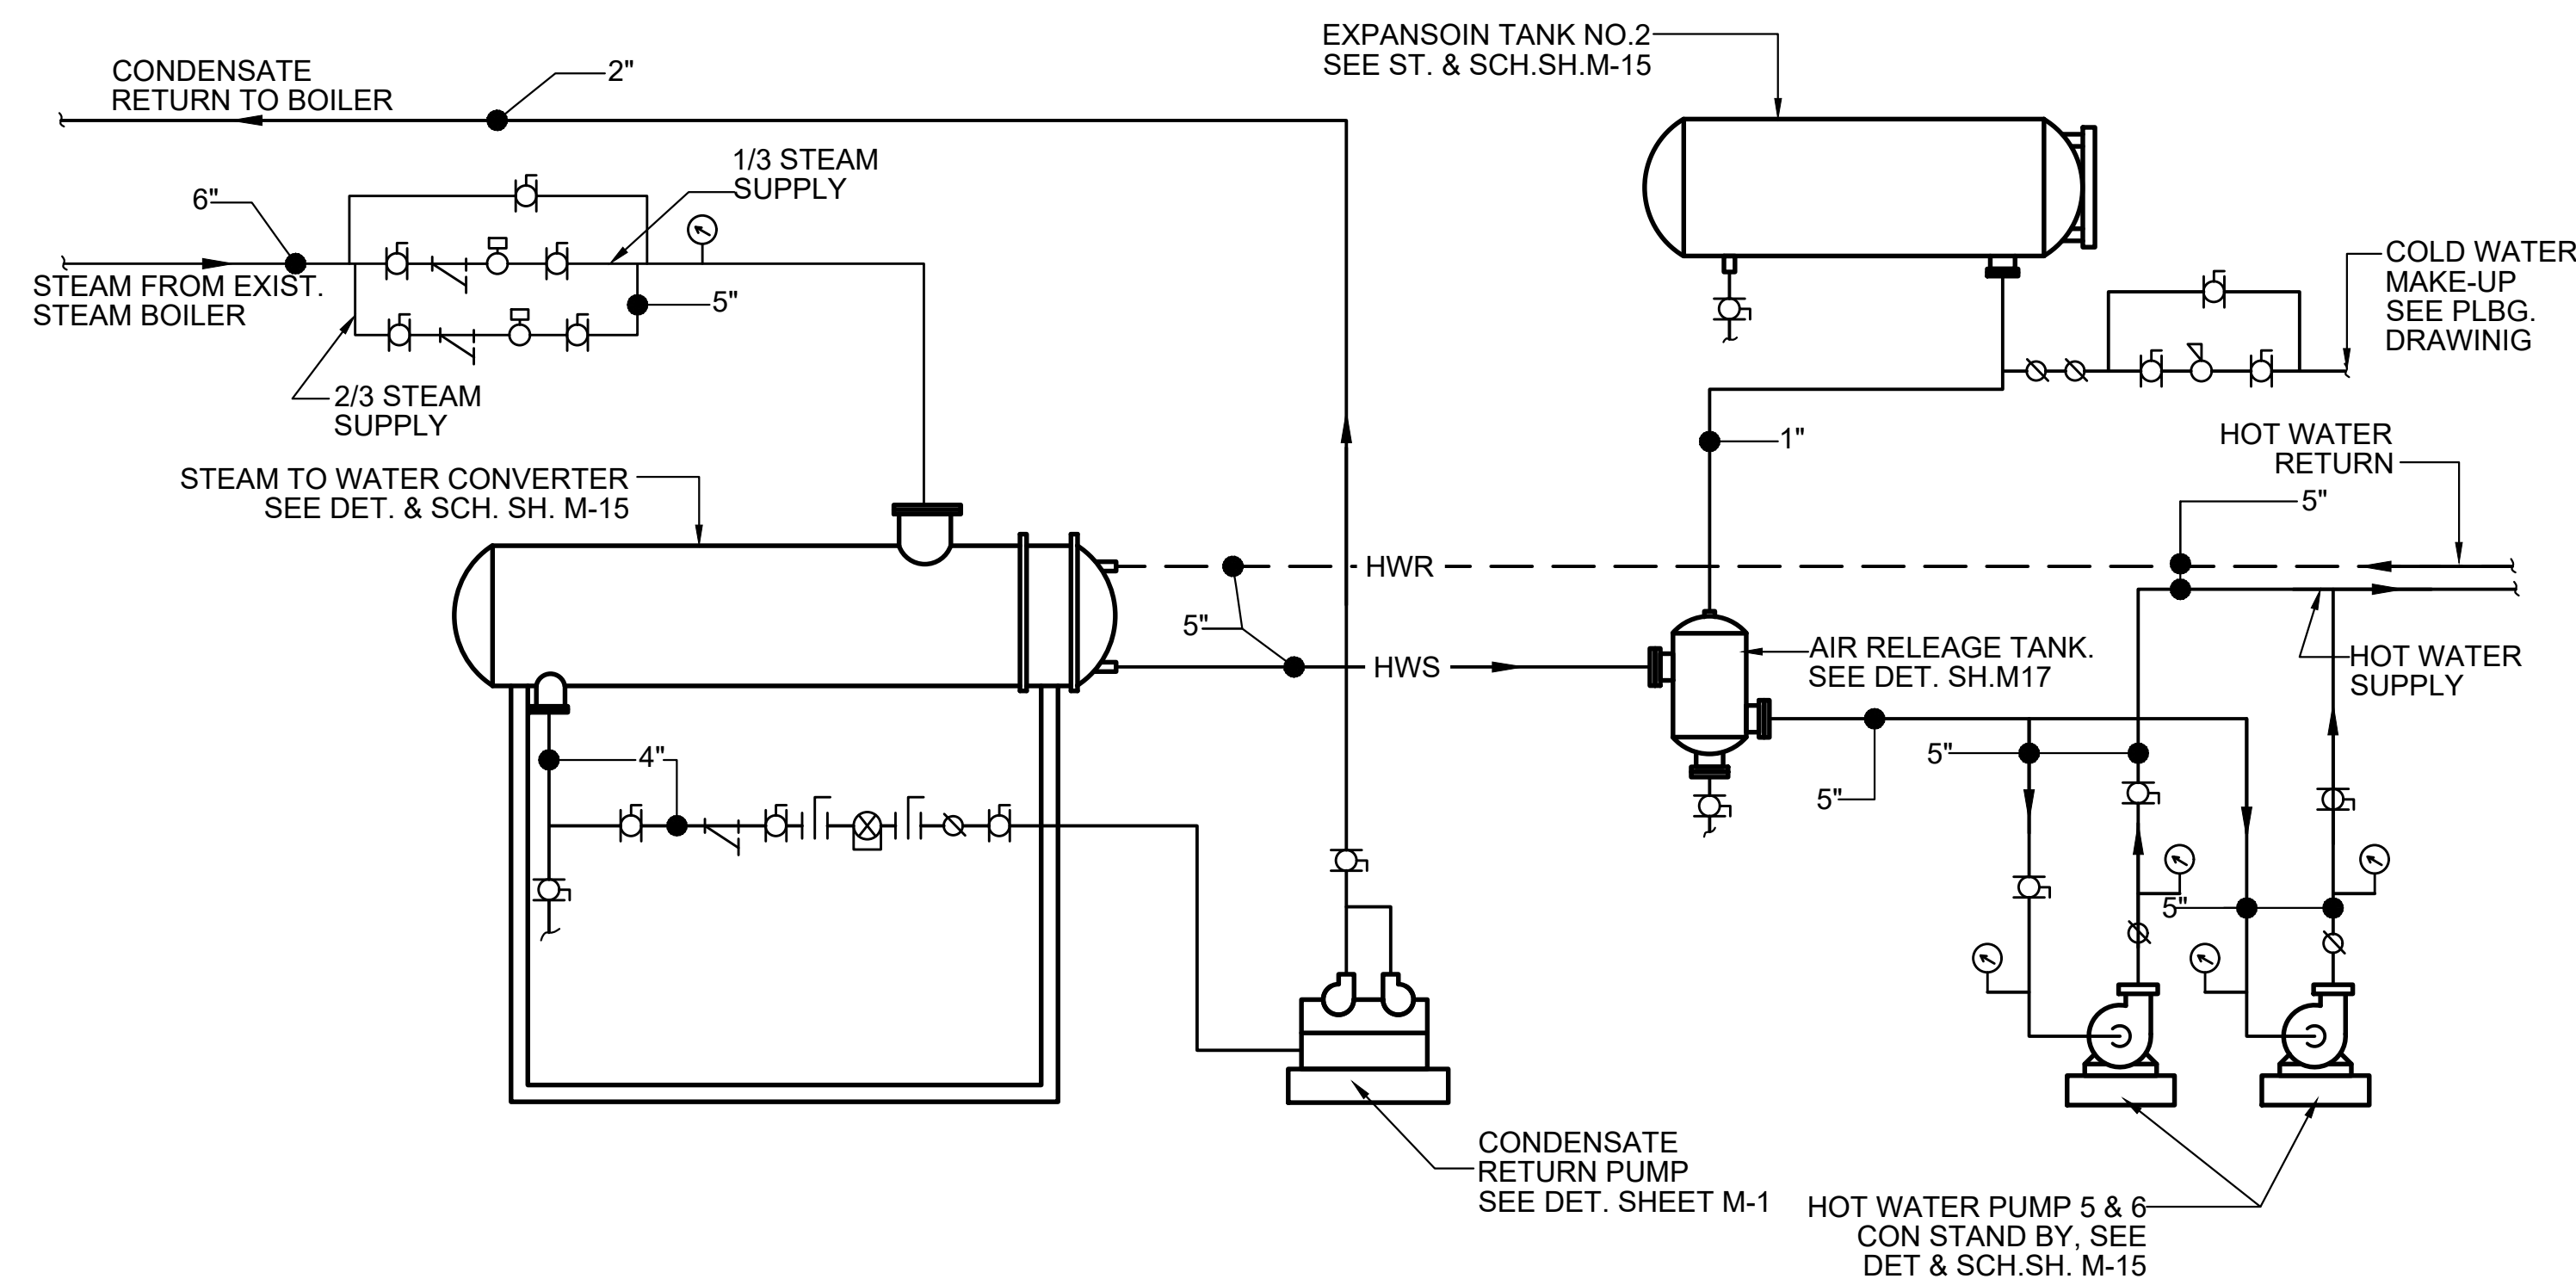 EXPANSOIN TANK NO.2
SEE ST. & SCH.SH.M-15
CONDENSATE
RETURN TO BOILER
2"
1/3 STEAM
SUPPLY
6"
STEAM FROM EXIST.
STEAM BOILER
5"
2/3 STEAM
SUPPLY
COLD WATER
MAKE-UP
SEE PLBG.
DRAWINIG
1"
HOT WATER
RETURN
5"
STEAM TO WATER CONVERTER
SEE DET. & SCH. SH. M-15
HWR
5"
HWS
AIR RELEAGE TANK.
SEE DET. SH.M17
HOT WATER
SUPPLY
4"
5"
5"
5"
CONDENSATE
RETURN PUMP
SEE DET. SHEET M-1
HOT WATER PUMP 5 & 6
CON STAND BY, SEE
DET & SCH.SH. M-15